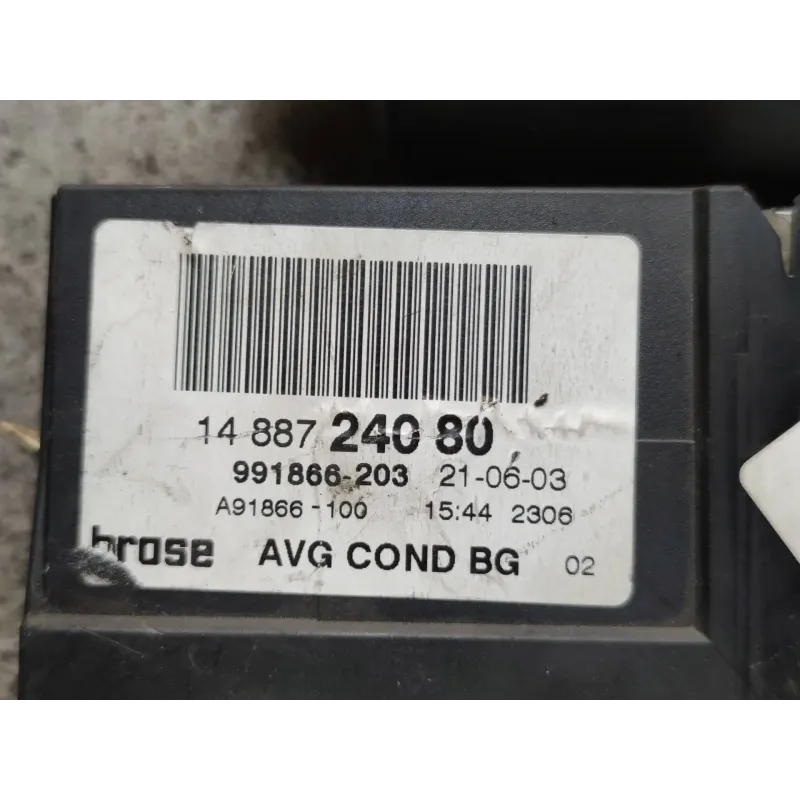 14 887 240 80
991866-203 21-06-03
A91866-100 15:44 2306
brose AVG COND BG 02